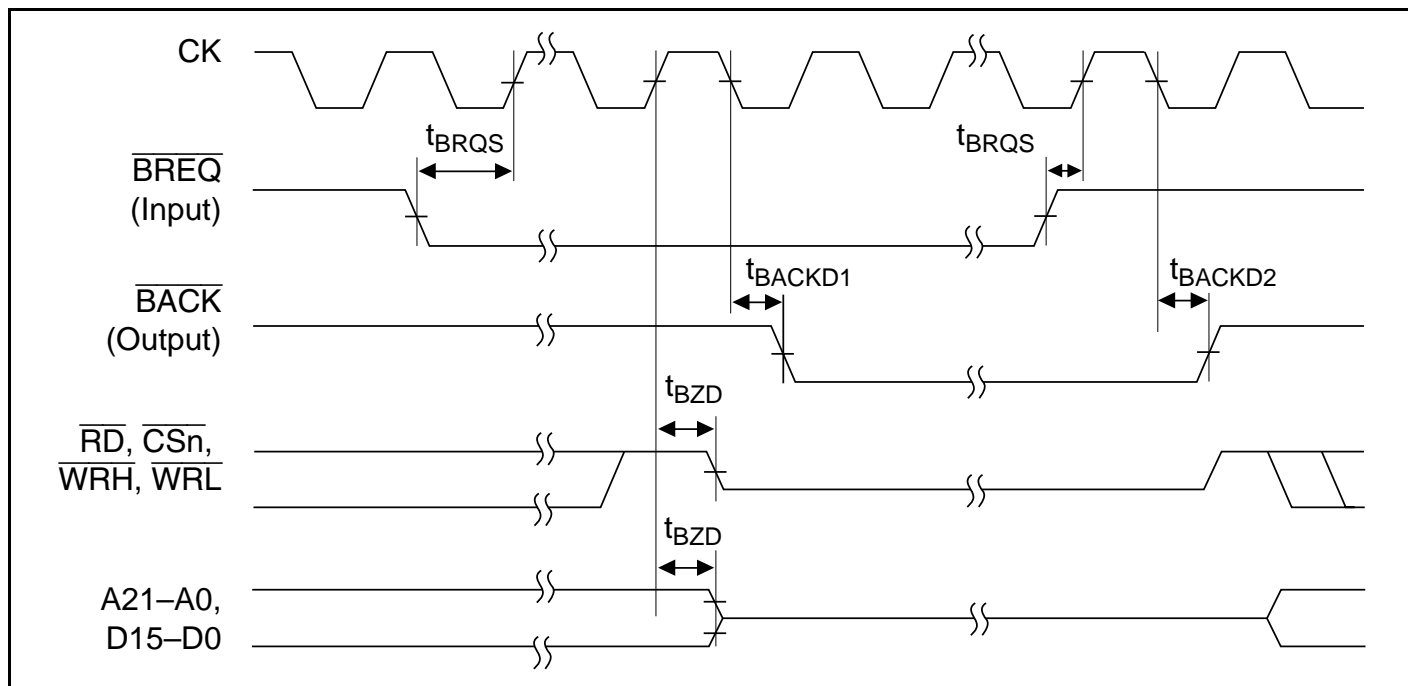 CK
tBRQS
tBRQS
BREQ
(Input)
tBACKD1
tBACKD2
BACK
(Output)
tBZD
RD, CSn,
WRH, WRL
tBZD
A21–A0,
D15–D0